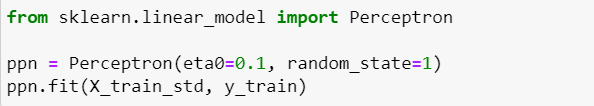 from sklearn.linear_model import Perceptron
ppn = Perceptron(eta0=0.1, random_state=1)
ppn.fit(X_train_std, y_train)